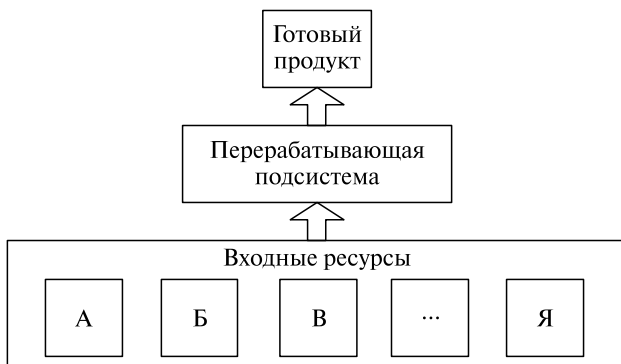 Готовый
продукт
Перерабатывающая
подсистема
Входные ресурсы
А Б В ... Я